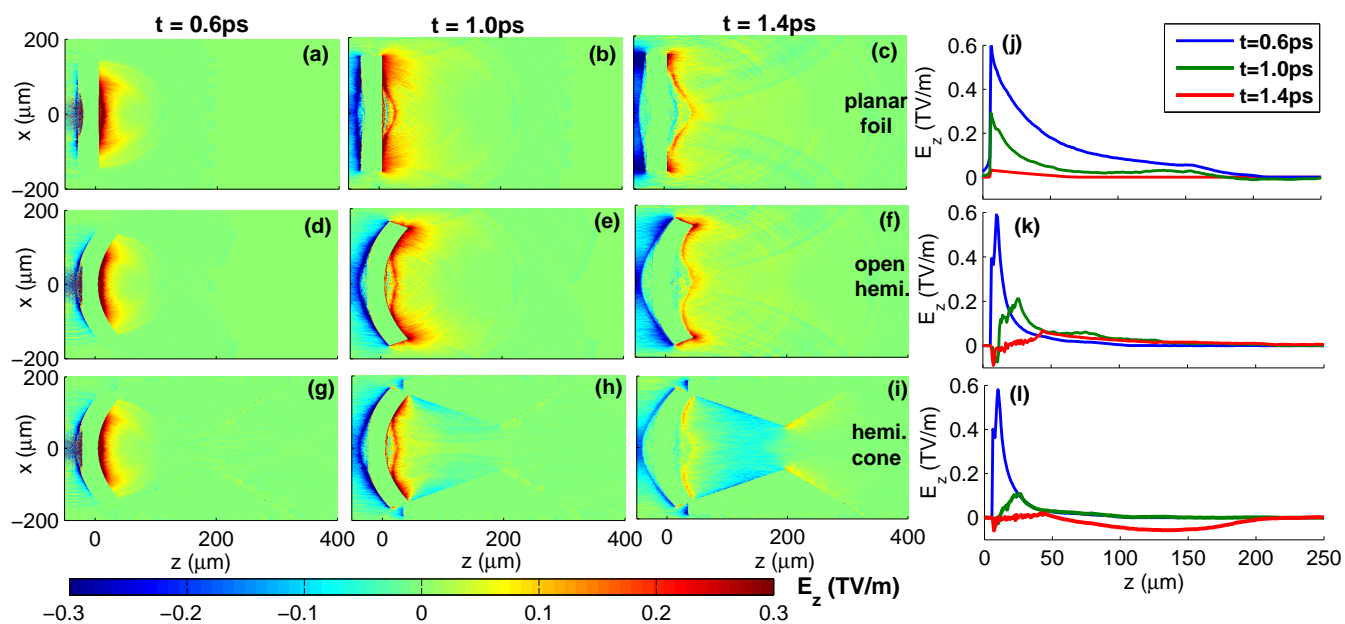 t = 0.6ps
t = 1.0ps
t = 1.4ps
200
0
−200
x (μm)
(a)
(b)
(c)
planar
foil
0.6
0.4
0.2
0
E_z (TV/m)
(j)
t=0.6ps
t=1.0ps
t=1.4ps
200
0
−200
x (μm)
(d)
(e)
(f)
open
hemi.
0.6
0.4
0.2
0
E_z (TV/m)
(k)
200
0
−200
x (μm)
(g)
(h)
(i)
hemi.
cone
0.6
0.4
0.2
0
E_z (TV/m)
(l)
0 200 400
0 200 400
0 200 400
0 50 100 150 200 250
z (μm)
z (μm)
z (μm)
z (μm)
E_z (TV/m)
−0.3 −0.2 −0.1 0 0.1 0.2 0.3